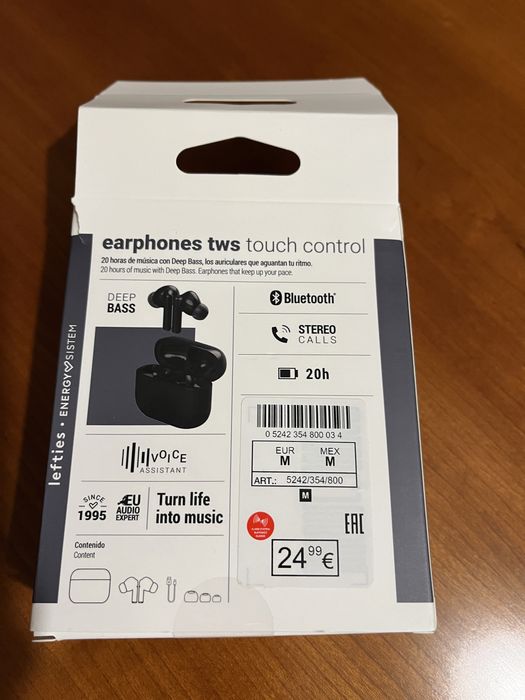 earphones tws touch control
20 horas de música con Deep Bass, los auriculares que aguantan tu ritmo.
20 hours of music with Deep Bass. Earphones that keep up your pace.
DEEP
BASS
Bluetooth®
STEREO
CALLS
20h
VOICE
ASSISTANT
SINCE
1995
EU
AUDIO
EXPERT
Turn life
into music
Contenido
Content
lefties • ENERGY SISTEM
0 5242 354 800 03 4
EUR
M
MEX
M
ART.: 5242/354/800
M
EAC
24 99 €